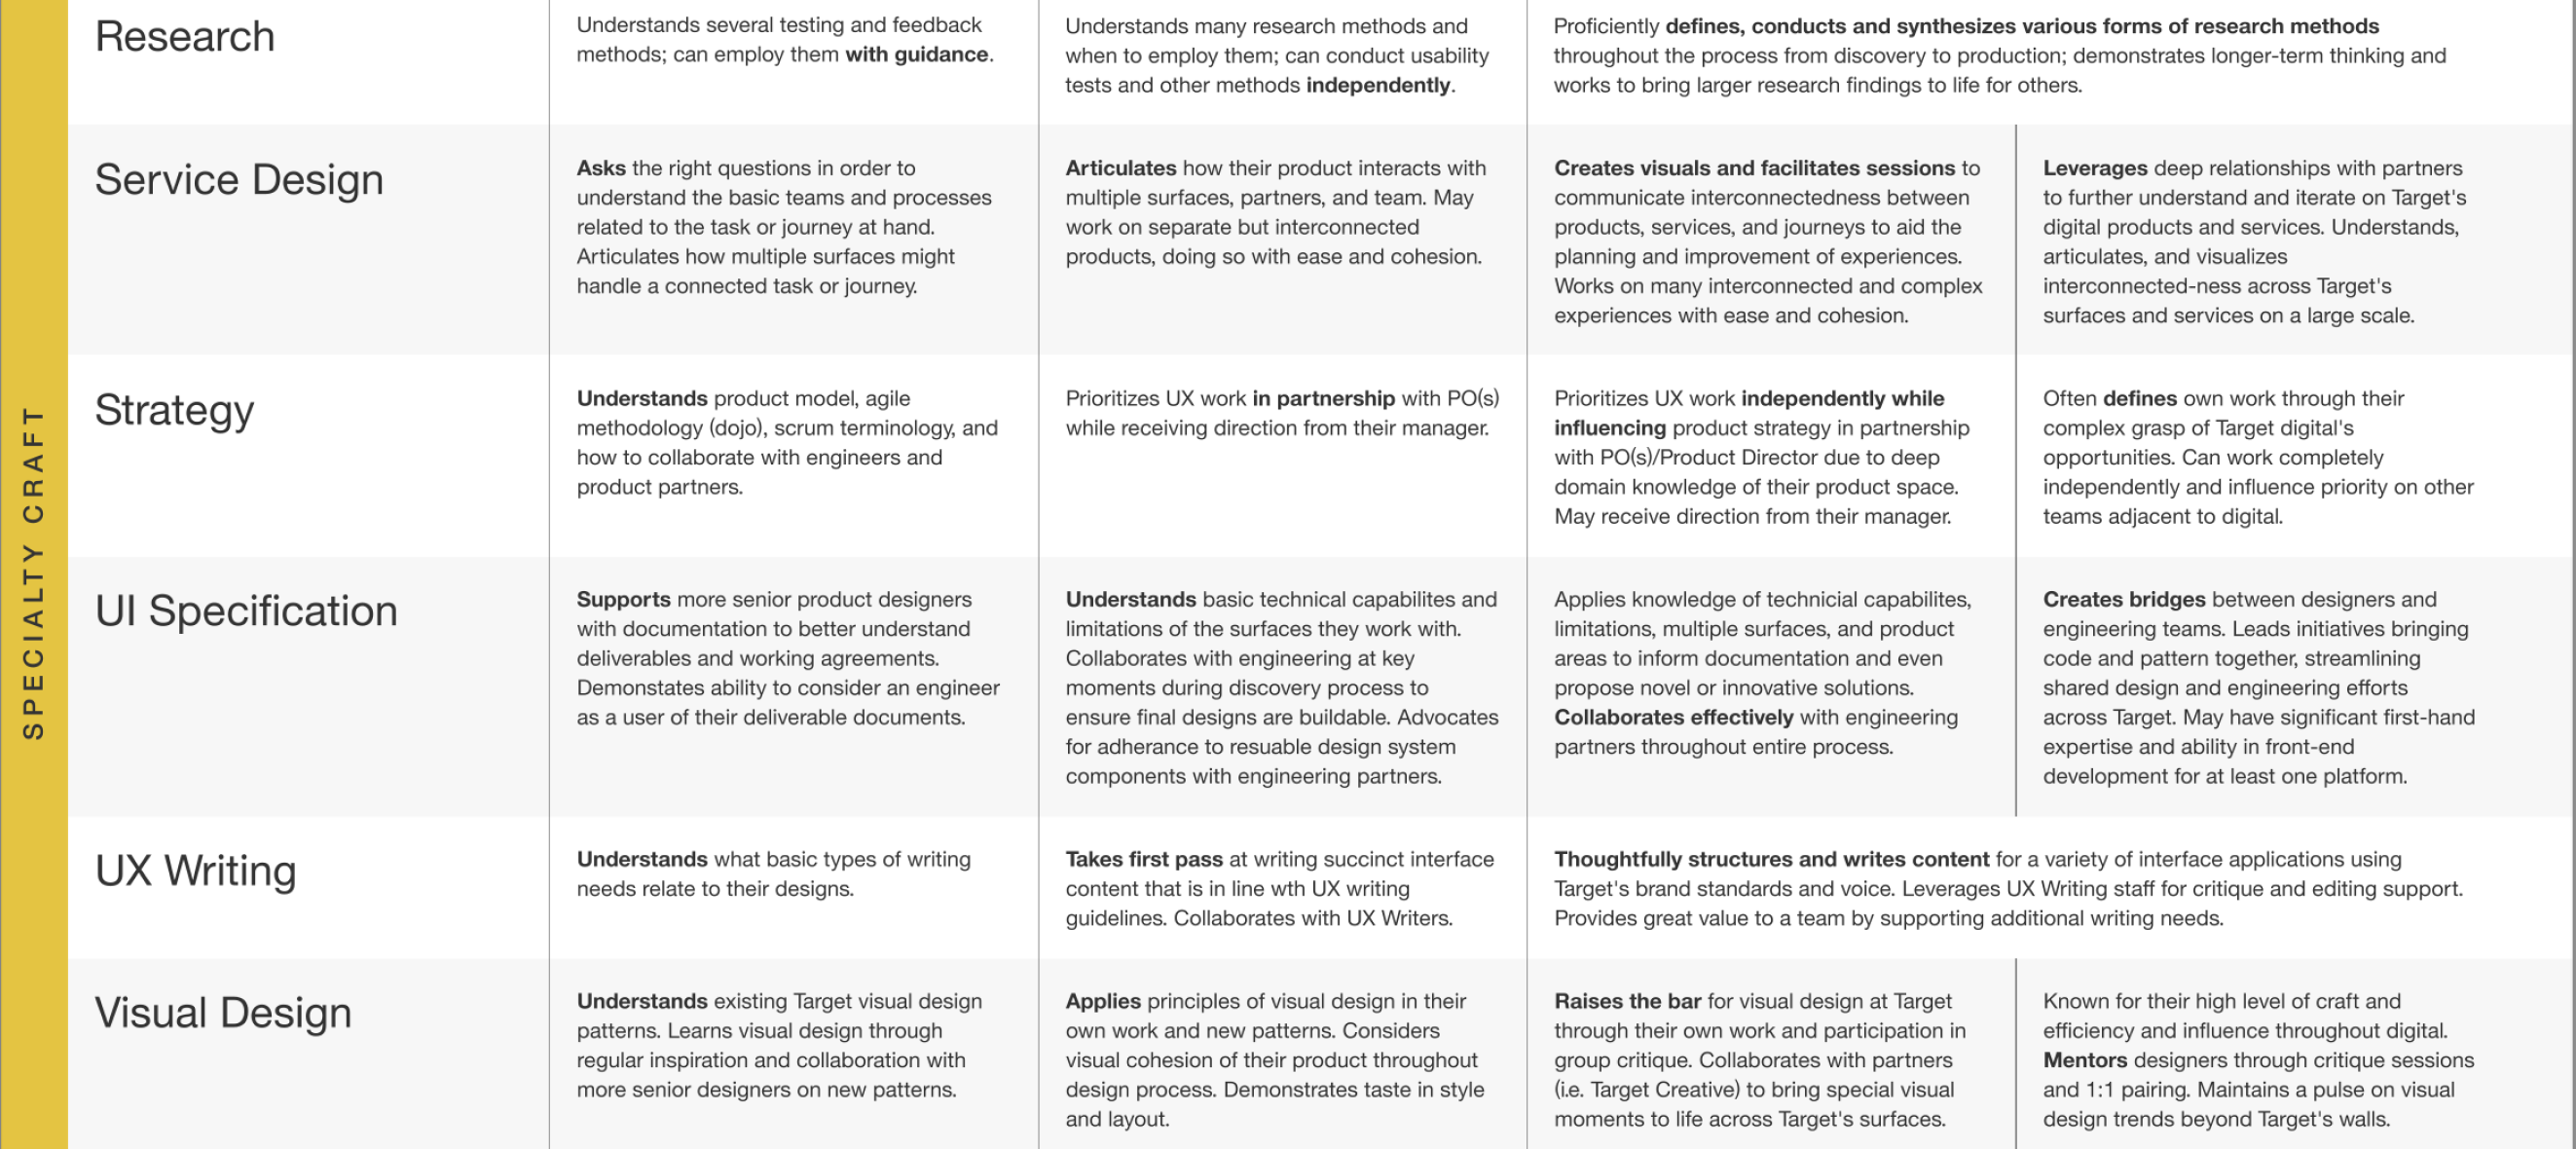 SPECIALTY CRAFT
Research
Understands several testing and feedback
methods; can employ them with guidance.
Understands many research methods and
when to employ them; can conduct usability
tests and other methods independently.
Proficiently defines, conducts and synthesizes various forms of research methods
throughout the process from discovery to production; demonstrates longer-term thinking and
works to bring larger research findings to life for others.
Service Design
Asks the right questions in order to
understand the basic teams and processes
related to the task or journey at hand.
Articulates how multiple surfaces might
handle a connected task or journey.
Articulates how their product interacts with
multiple surfaces, partners, and team. May
work on separate but interconnected
products, doing so with ease and cohesion.
Creates visuals and facilitates sessions to
communicate interconnectedness between
products, services, and journeys to aid the
planning and improvement of experiences.
Works on many interconnected and complex
experiences with ease and cohesion.
Leverages deep relationships with partners
to further understand and iterate on Target's
digital products and services. Understands,
articulates, and visualizes
interconnected-ness across Target's
surfaces and services on a large scale.
Strategy
Understands product model, agile
methodology (dojo), scrum terminology, and
how to collaborate with engineers and
product partners.
Prioritizes UX work in partnership with PO(s)
while receiving direction from their manager.
Prioritizes UX work independently while
influencing product strategy in partnership
with PO(s)/Product Director due to deep
domain knowledge of their product space.
May receive direction from their manager.
Often defines own work through their
complex grasp of Target digital's
opportunities. Can work completely
independently and influence priority on other
teams adjacent to digital.
UI Specification
Supports more senior product designers
with documentation to better understand
deliverables and working agreements.
Demonstates ability to consider an engineer
as a user of their deliverable documents.
Understands basic technical capabilites and
limitations of the surfaces they work with.
Collaborates with engineering at key
moments during discovery process to
ensure final designs are buildable. Advocates
for adherance to resuable design system
components with engineering partners.
Applies knowledge of technicial capabilites,
limitations, multiple surfaces, and product
areas to inform documentation and even
propose novel or innovative solutions.
Collaborates effectively with engineering
partners throughout entire process.
Creates bridges between designers and
engineering teams. Leads initiatives bringing
code and pattern together, streamlining
shared design and engineering efforts
across Target. May have significant first-hand
expertise and ability in front-end
development for at least one platform.
UX Writing
Understands what basic types of writing
needs relate to their designs.
Takes first pass at writing succinct interface
content that is in line wth UX writing
guidelines. Collaborates with UX Writers.
Thoughtfully structures and writes content for a variety of interface applications using
Target's brand standards and voice. Leverages UX Writing staff for critique and editing support.
Provides great value to a team by supporting additional writing needs.
Visual Design
Understands existing Target visual design
patterns. Learns visual design through
regular inspiration and collaboration with
more senior designers on new patterns.
Applies principles of visual design in their
own work and new patterns. Considers
visual cohesion of their product throughout
design process. Demonstrates taste in style
and layout.
Raises the bar for visual design at Target
through their own work and participation in
group critique. Collaborates with partners
(i.e. Target Creative) to bring special visual
moments to life across Target's surfaces.
Known for their high level of craft and
efficiency and influence throughout digital.
Mentors designers through critique sessions
and 1:1 pairing. Maintains a pulse on visual
design trends beyond Target's walls.